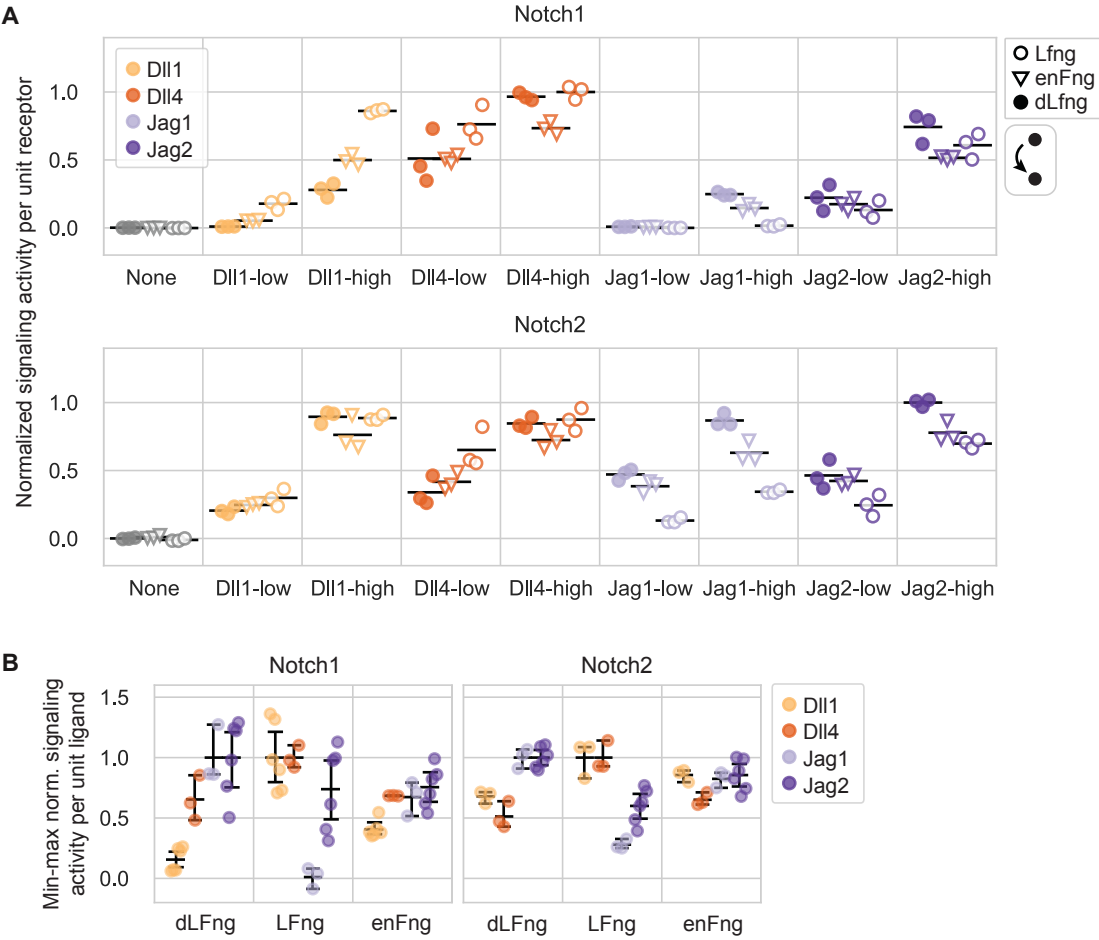 A
Notch1
Normalized signaling activity per unit receptor
Dll1
Dll4
Jag1
Jag2
Lfng
enFng
dLfng
1.0
0.5
0.0
None
Dll1-low
Dll1-high
Dll4-low
Dll4-high
Jag1-low
Jag1-high
Jag2-low
Jag2-high
Notch2
1.0
0.5
0.0
None
Dll1-low
Dll1-high
Dll4-low
Dll4-high
Jag1-low
Jag1-high
Jag2-low
Jag2-high
B
Notch1
Notch2
Min-max norm. signaling
activity per unit ligand
1.5
1.0
0.5
0.0
dLFng
LFng
enFng
dLFng
LFng
enFng
Dll1
Dll4
Jag1
Jag2